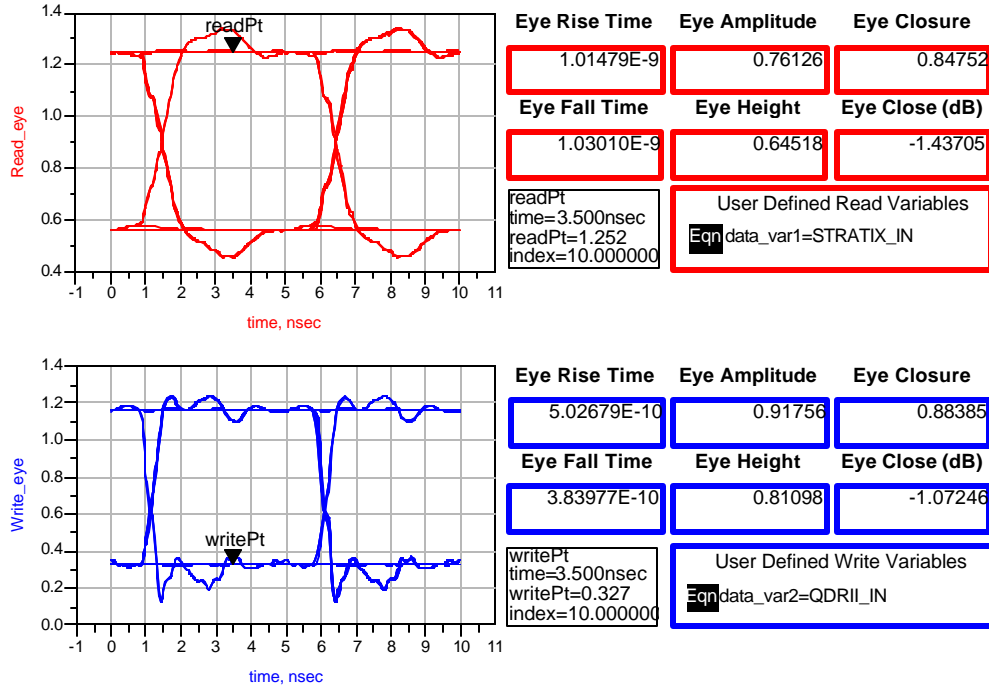 1.4
1.2
1.0
0.8
0.6
0.4
Read_eye
readPt
-1 0 1 2 3 4 5 6 7 8 9 10 11
time, nsec
Eye Rise Time Eye Amplitude Eye Closure
1.01479E-9 0.76126 0.84752
Eye Fall Time Eye Height Eye Close (dB)
1.03010E-9 0.64518 -1.43705
readPt
time=3.500nsec
readPt=1.252
index=10.000000
User Defined Read Variables
Eqn data_var1=STRATIX_IN
1.4
1.2
1.0
0.8
0.6
0.4
0.2
0.0
Write_eye
writePt
-1 0 1 2 3 4 5 6 7 8 9 10 11
time, nsec
Eye Rise Time Eye Amplitude Eye Closure
5.02679E-10 0.91756 0.88385
Eye Fall Time Eye Height Eye Close (dB)
3.83977E-10 0.81098 -1.07246
writePt
time=3.500nsec
writePt=0.327
index=10.000000
User Defined Write Variables
Eqn data_var2=QDRII_IN